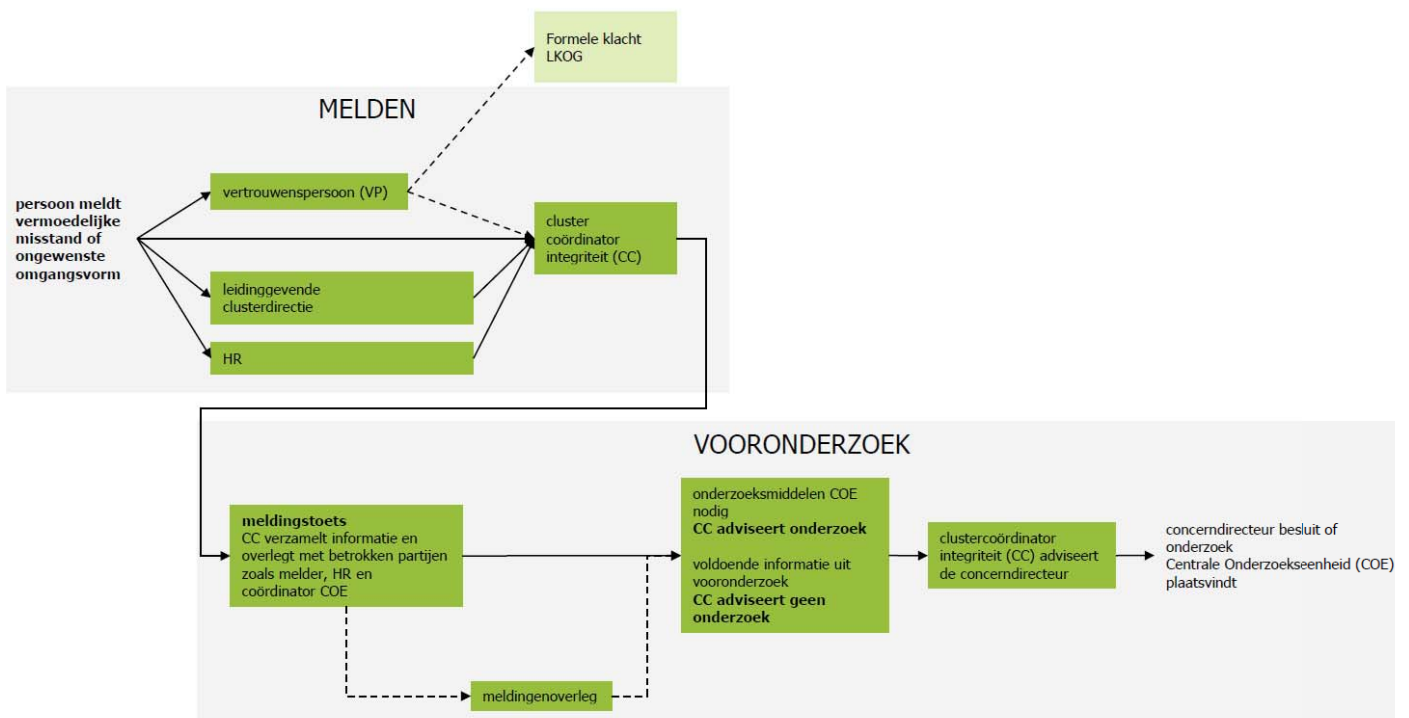 Formele klacht
LKOG
MELDEN
persoon meldt
vermoedelijke
misstand of
ongewenste
omgangsvorm
vertrouwenspersoon (VP)
cluster
coördinator
integriteit (CC)
leidinggevende
clusterdirectie
HR
VOORONDERZOEK
meldingstoets
CC verzamelt informatie en
overlegt met betrokken partijen
zoals melder, HR en
coördinator COE
meldingenoverleg
onderzoeksmiddelen COE
nodig
CC adviseert onderzoek
voldoende informatie uit
vooronderzoek
CC adviseert geen
onderzoek
clustercoördinator
integriteit (CC) adviseert
de concerndirecteur
concerndirecteur besluit of
onderzoek
Centrale Onderzoekseenheid (COE)
plaatsvindt